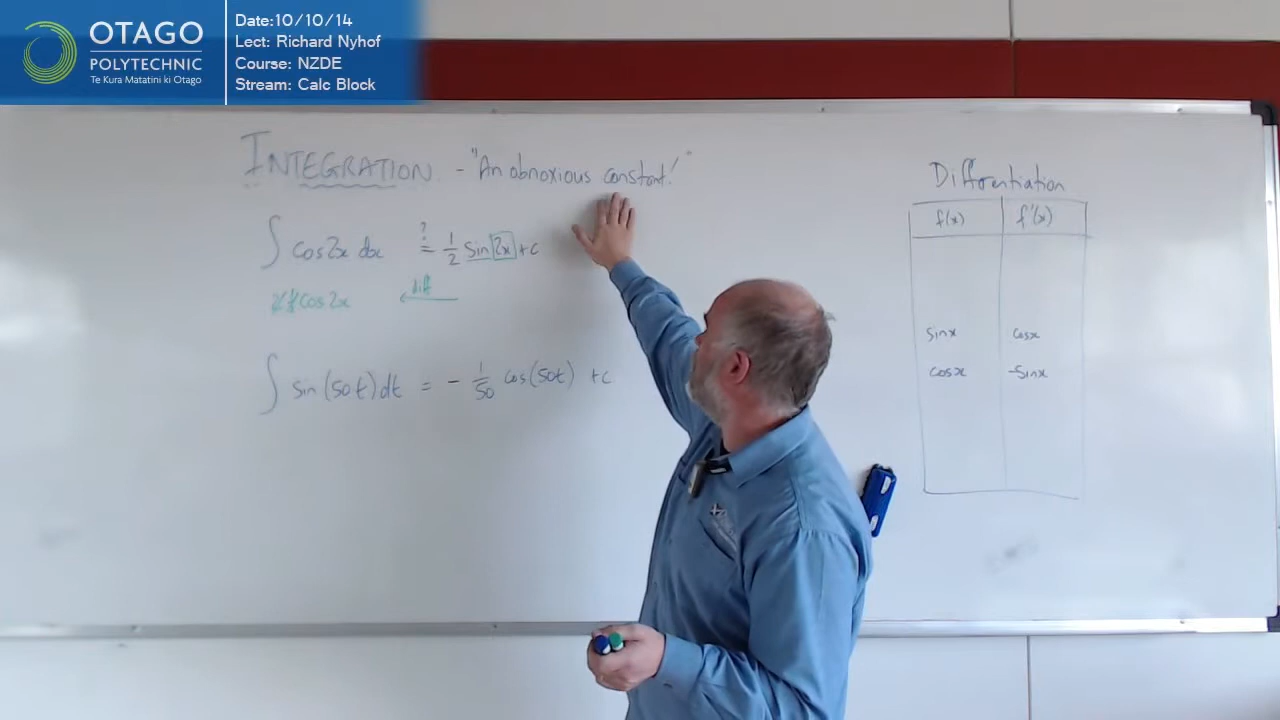 OTAGO
POLYTECHNIC
Te Kura Matatini ki Otago
Date:10/10/14
Lect: Richard Nyhof
Course: NZDE
Stream: Calc Block
INTEGRATION - "An obnoxious constant!"
∫ cos2x dx ?= 1/2 sin 2x + c
cos2x ← diff
∫ sin(50t)dt = - 1/50 cos(50t) + c
Differentiation
f(x) f'(x)
sinx cosx
cosx -sinx